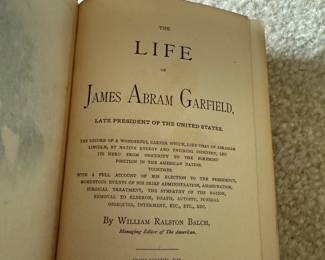 THE
LIFE
OF
JAMES ABRAM GARFIELD,
LATE PRESIDENT OF THE UNITED STATES.
THE RECORD OF A WONDERFUL CAREER WHICH, LIKE THAT OF ABRAHAM
LINCOLN, BY NATIVE ENERGY AND UNTIRING INDUSTRY, LED
ITS HERO FROM OBSCURITY TO THE FOREMOST
POSITION IN THE AMERICAN NATION.
TOGETHER
WITH A FULL ACCOUNT OF HIS ELECTION TO THE PRESIDENCY,
MOMENTOUS EVENTS OF HIS BRIEF ADMINISTRATION, ASSASSINATION,
SURGICAL TREATMENT, THE SYMPATHY OF THE NATION,
REMOVAL TO ELBERON, DEATH, AUTOPSY, FUNERAL
OBSEQUIES, INTERMENT, ETC., ETC., ETC.
By WILLIAM RALSTON BALCH,
Managing Editor of The American.